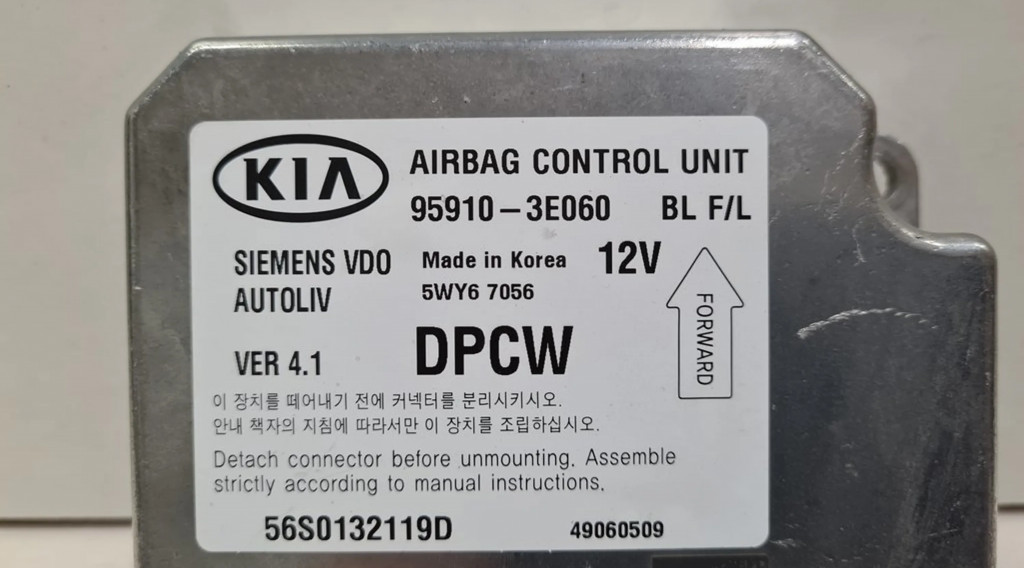 KIA
AIRBAG CONTROL UNIT
95910-3E060 BL F/L
SIEMENS VDO Made in Korea 12V
AUTOLIV 5WY6 7056
FORWARD
VER 4.1 DPCW
이 장치를 떼어내기 전에 커넥터를 분리시키시오.
안내 책자의 지침에 따라서만 이 장치를 조립하십시오.
Detach connector before unmounting. Assemble
strictly according to manual instructions.
56S0132119D 49060509